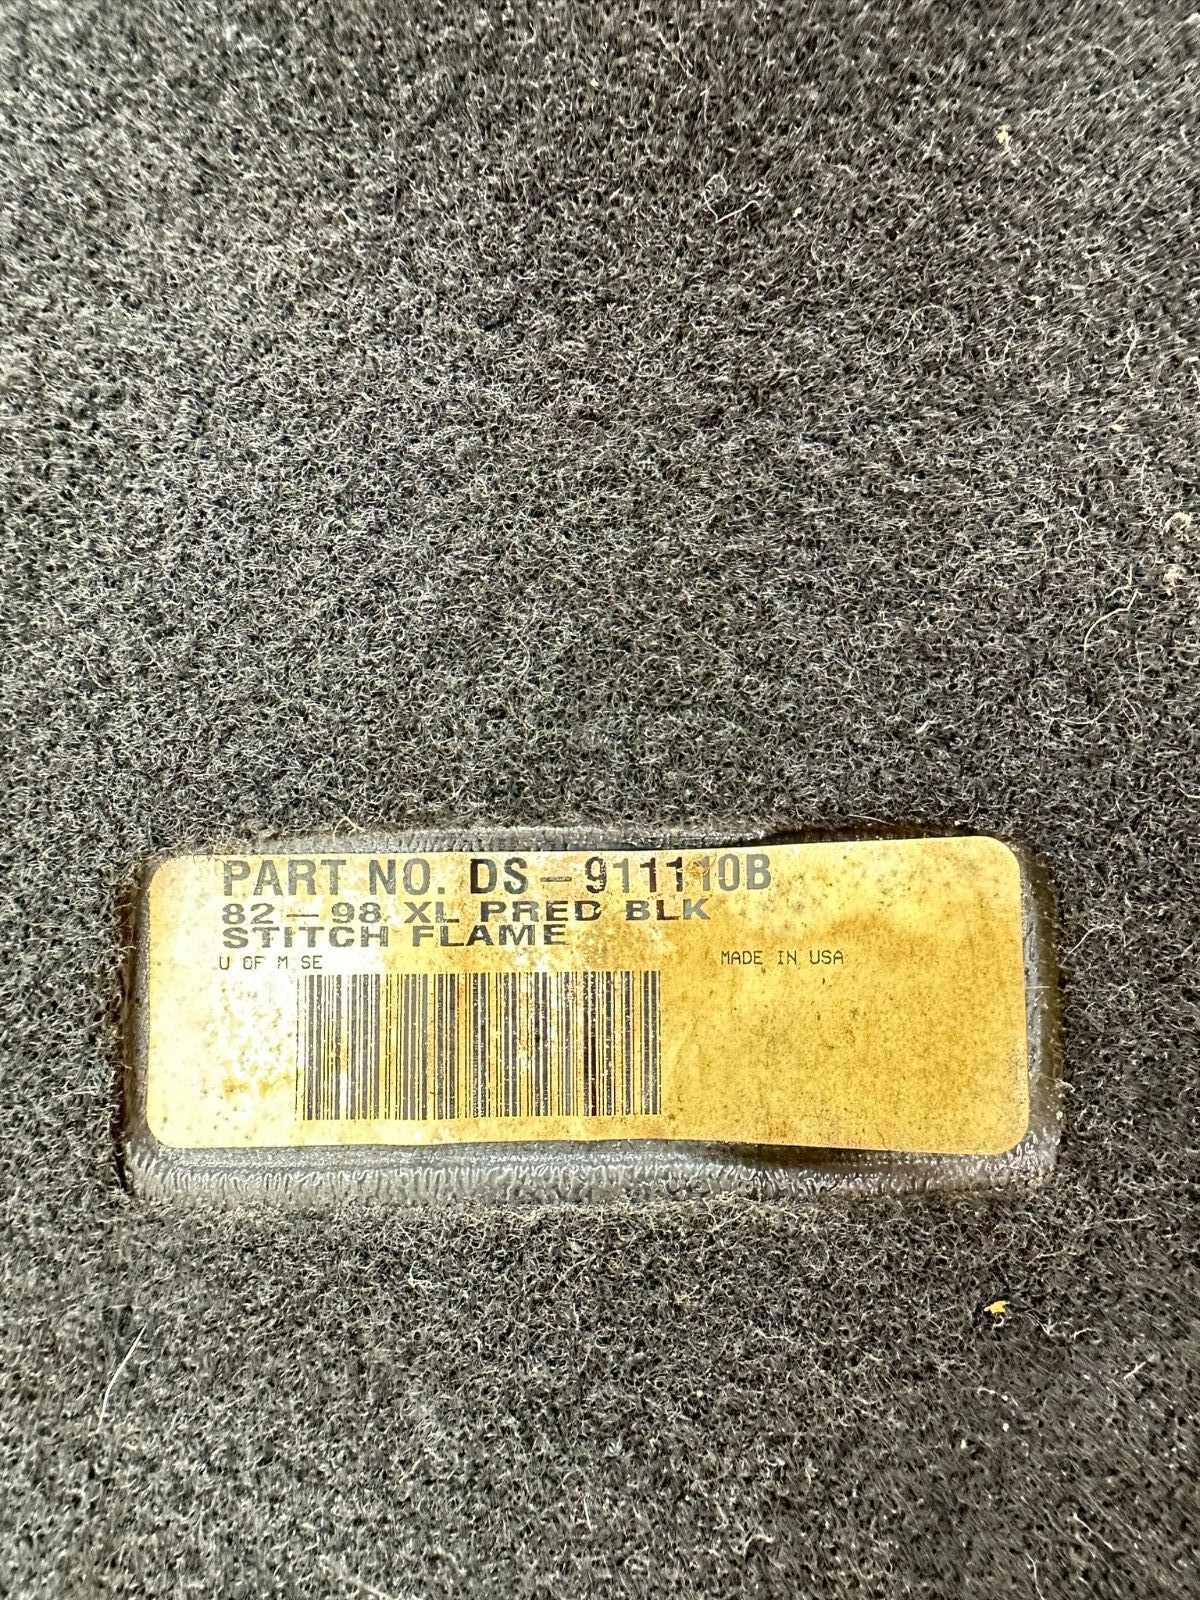 PART NO. DS-911110B
82-98 XL PRED BLK
STITCH FLAME
U OF M SE
MADE IN USA